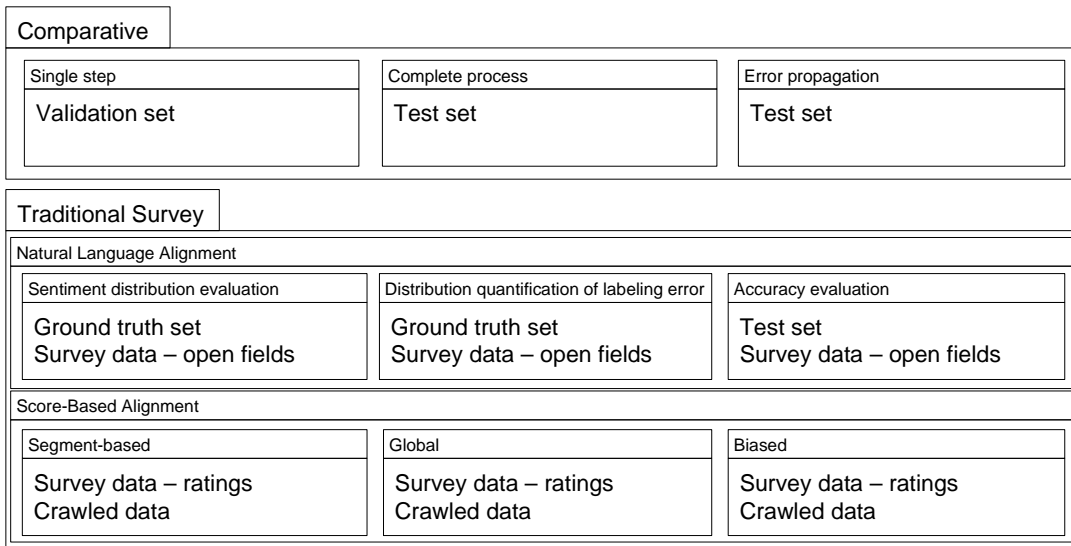 Comparative
Single step
Validation set
Complete process
Test set
Error propagation
Test set
Traditional Survey
Natural Language Alignment
Sentiment distribution evaluation
Ground truth set
Survey data – open fields
Distribution quantification of labeling error
Ground truth set
Survey data – open fields
Accuracy evaluation
Test set
Survey data – open fields
Score-Based Alignment
Segment-based
Survey data – ratings
Crawled data
Global
Survey data – ratings
Crawled data
Biased
Survey data – ratings
Crawled data